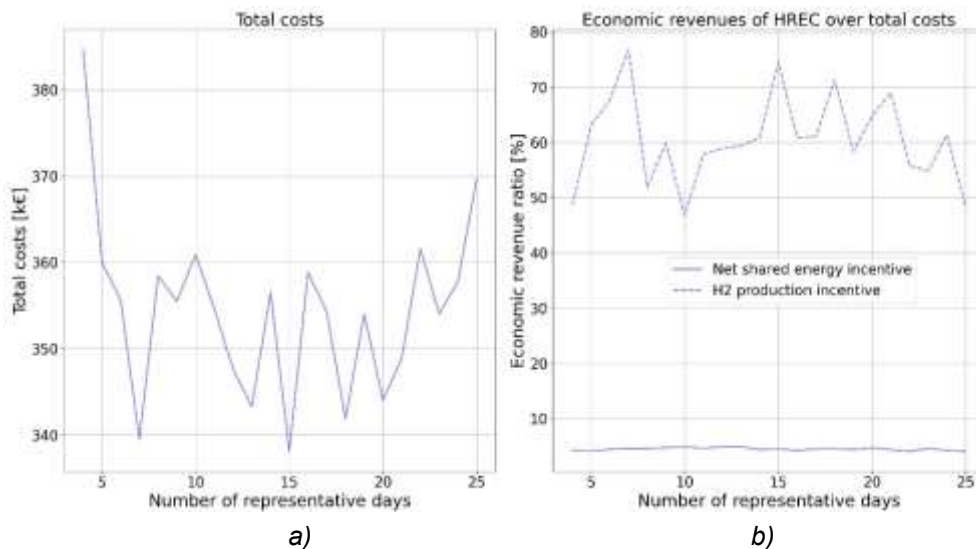 Total costs
380
370
360
350
340
Total costs [k€]
5 10 15 20 25
Number of representative days
a)
Economic revenues of HREC over total costs
80
70
60
50
40
30
20
10
Economic revenue ratio [%]
Net shared energy incentive
H2 production incentive
5 10 15 20 25
Number of representative days
b)